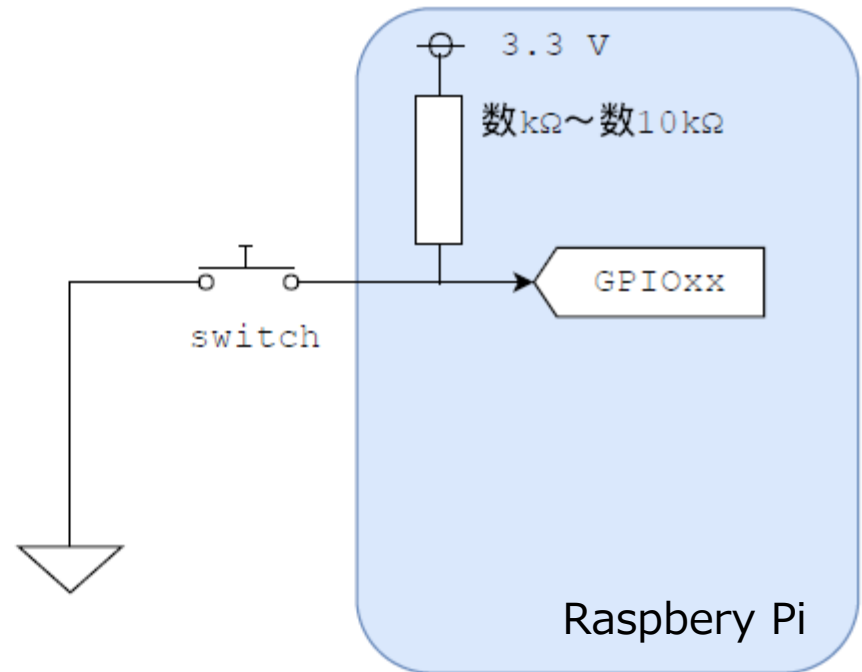 3.3 V
数kΩ～数10kΩ
GPIOxx
switch
Raspbery Pi